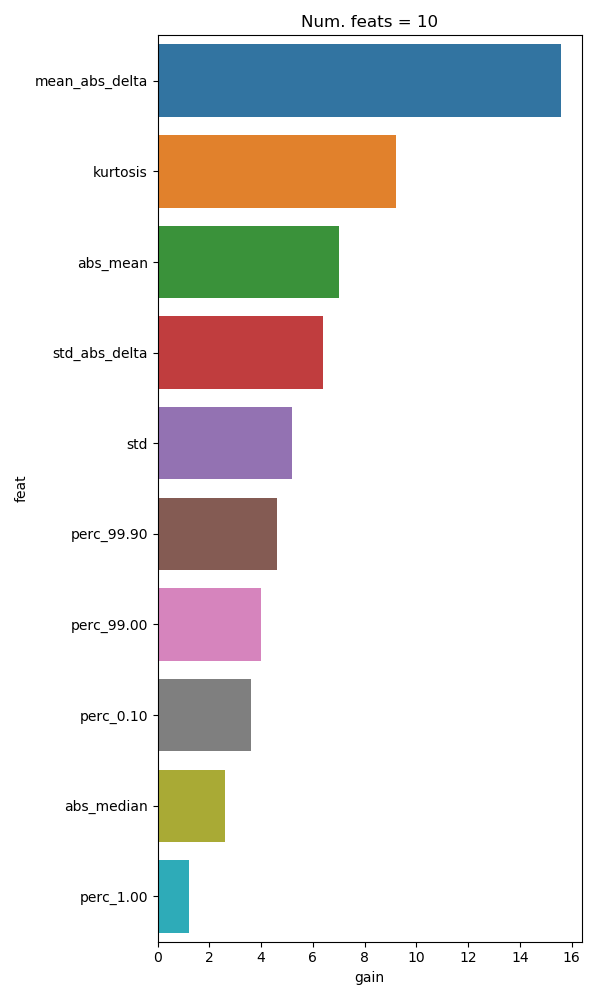 Num. feats = 10
mean_abs_delta
kurtosis
abs_mean
std_abs_delta
std
perc_99.90
perc_99.00
perc_0.10
abs_median
perc_1.00
feat
0 2 4 6 8 10 12 14 16
gain